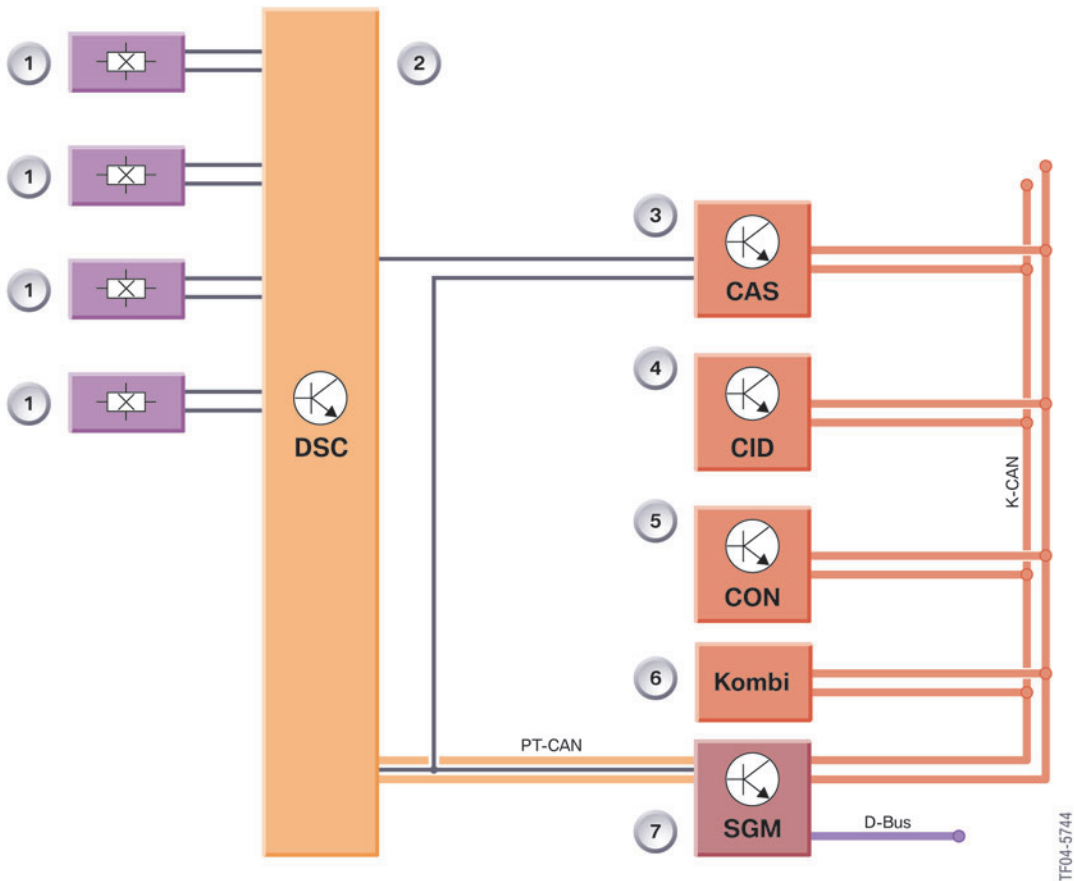 1
2
1
3
CAS
1
4
CID
1
DSC
K-CAN
5
CON
6
Kombi
PT-CAN
7
SGM
D-Bus
TF04-5744